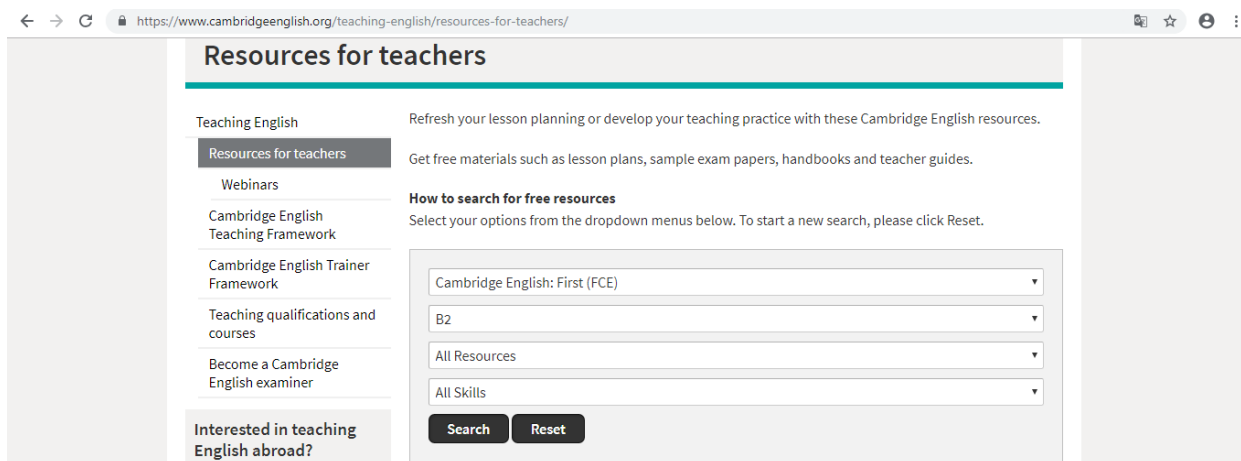 https://www.cambridgeenglish.org/teaching-english/resources-for-teachers/
Resources for teachers
Teaching English
Resources for teachers
Webinars
Cambridge English
Teaching Framework
Cambridge English Trainer
Framework
Teaching qualifications and
courses
Become a Cambridge
English examiner
Interested in teaching
English abroad?
Refresh your lesson planning or develop your teaching practice with these Cambridge English resources.
Get free materials such as lesson plans, sample exam papers, handbooks and teacher guides.
How to search for free resources
Select your options from the dropdown menus below. To start a new search, please click Reset.
Cambridge English: First (FCE)
B2
All Resources
All Skills
Search Reset